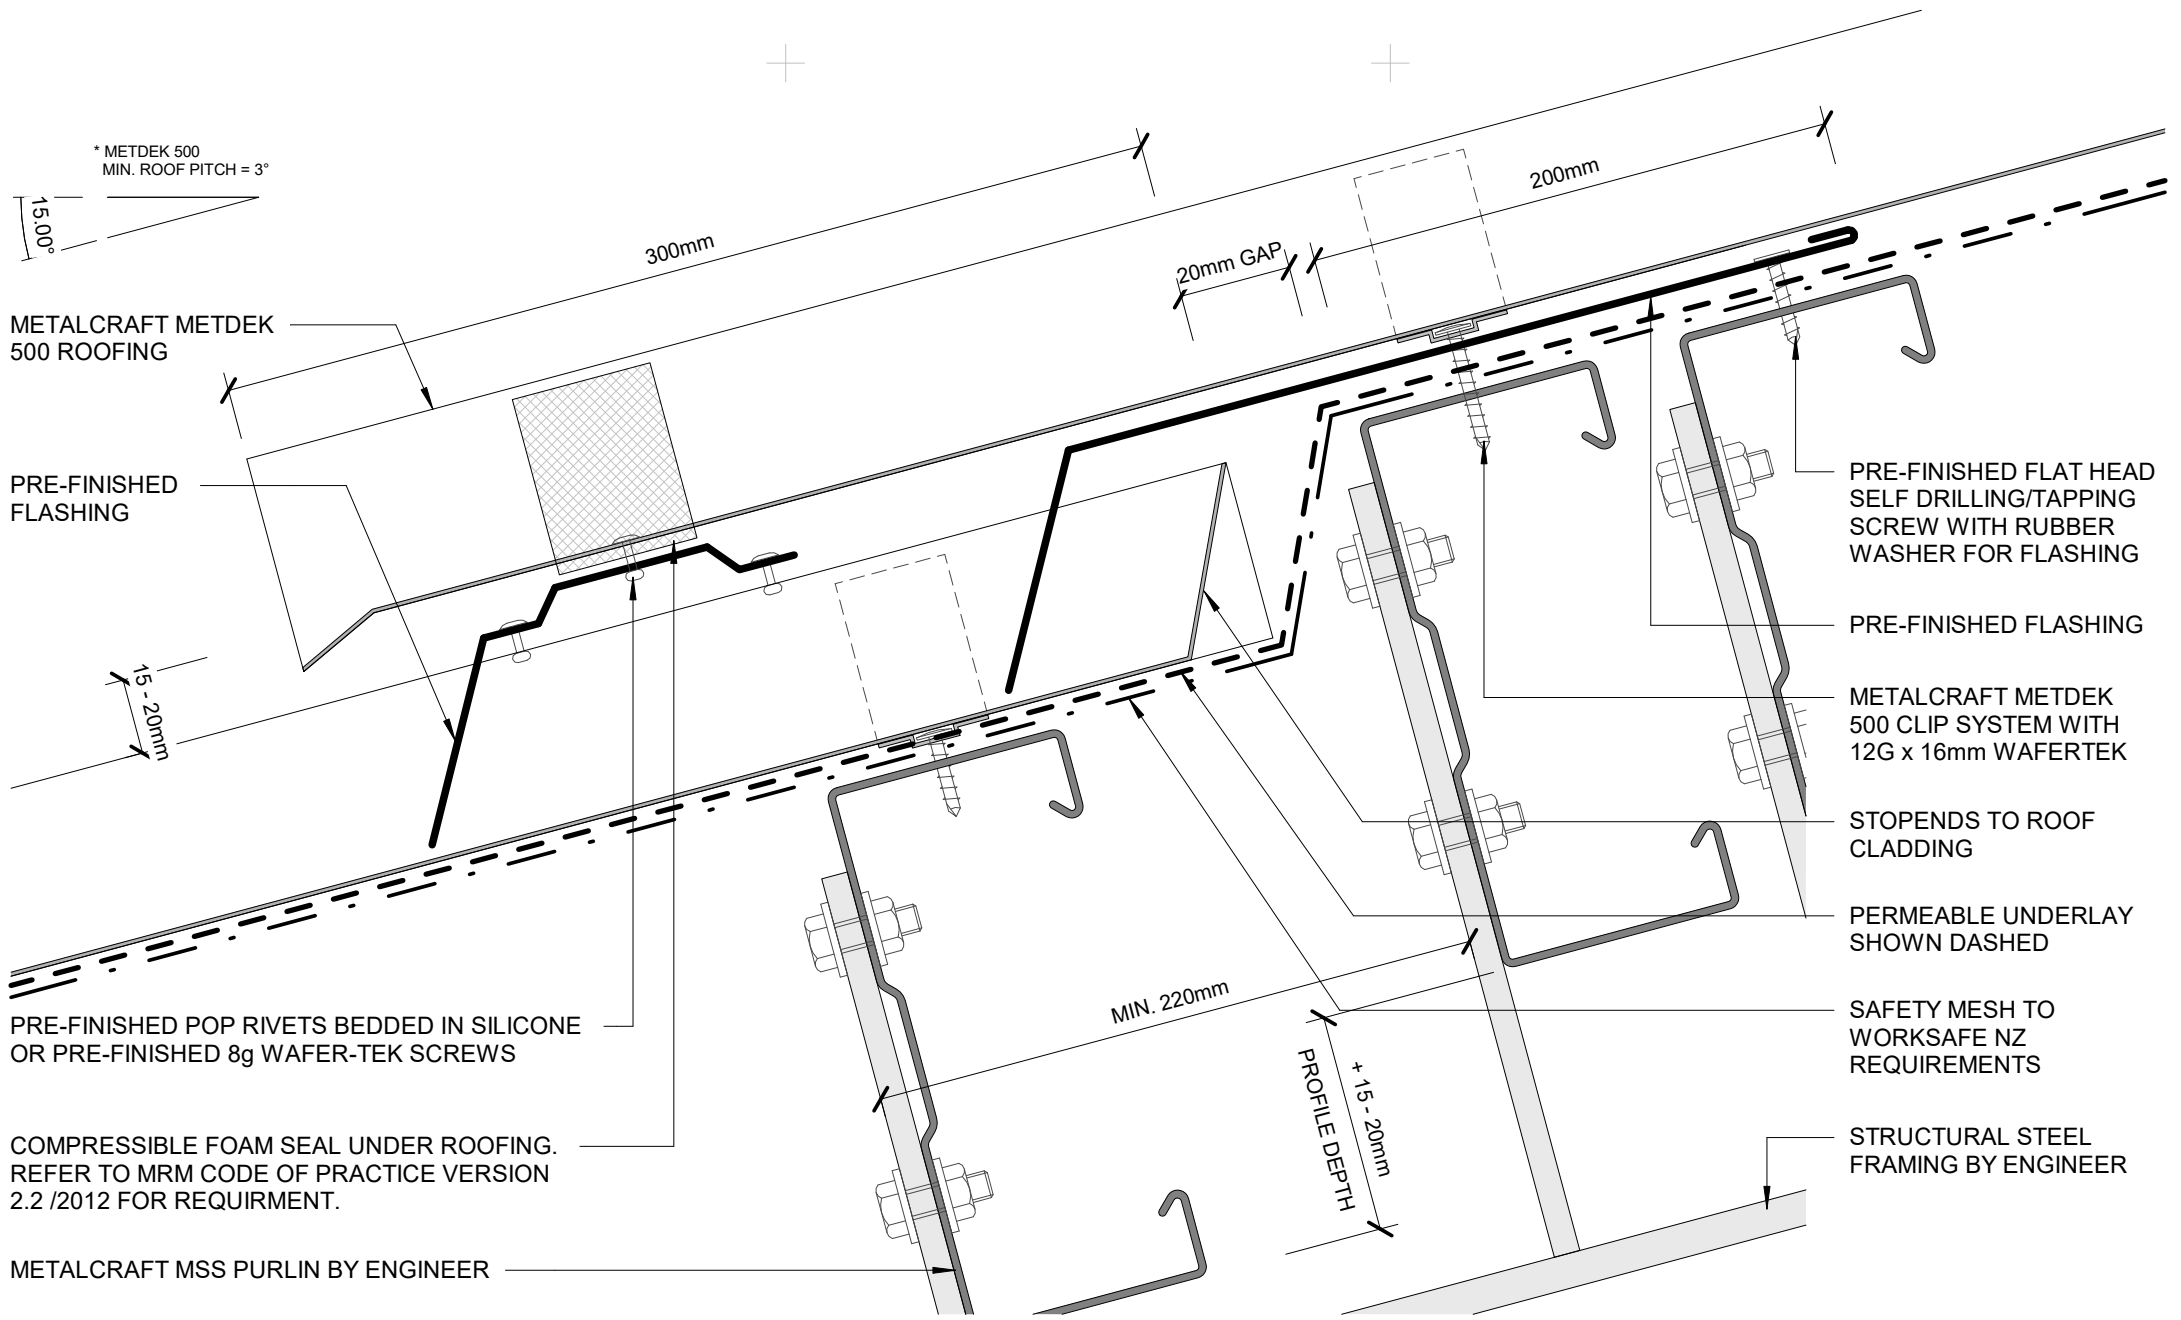 * METDEK 500
MIN. ROOF PITCH = 3°
15.00°
300mm
20mm GAP
200mm
METALCRAFT METDEK
500 ROOFING
PRE-FINISHED
FLASHING
15 - 20mm
PRE-FINISHED POP RIVETS BEDDED IN SILICONE
OR PRE-FINISHED 8g WAFER-TEK SCREWS
COMPRESSIBLE FOAM SEAL UNDER ROOFING.
REFER TO MRM CODE OF PRACTICE VERSION
2.2 /2012 FOR REQUIRMENT.
METALCRAFT MSS PURLIN BY ENGINEER
MIN. 220mm
+ 15 - 20mm
PROFILE DEPTH
PRE-FINISHED FLAT HEAD
SELF DRILLING/TAPPING
SCREW WITH RUBBER
WASHER FOR FLASHING
PRE-FINISHED FLASHING
METALCRAFT METDEK
500 CLIP SYSTEM WITH
12G x 16mm WAFERTEK
STOPENDS TO ROOF
CLADDING
PERMEABLE UNDERLAY
SHOWN DASHED
SAFETY MESH TO
WORKSAFE NZ
REQUIREMENTS
STRUCTURAL STEEL
FRAMING BY ENGINEER